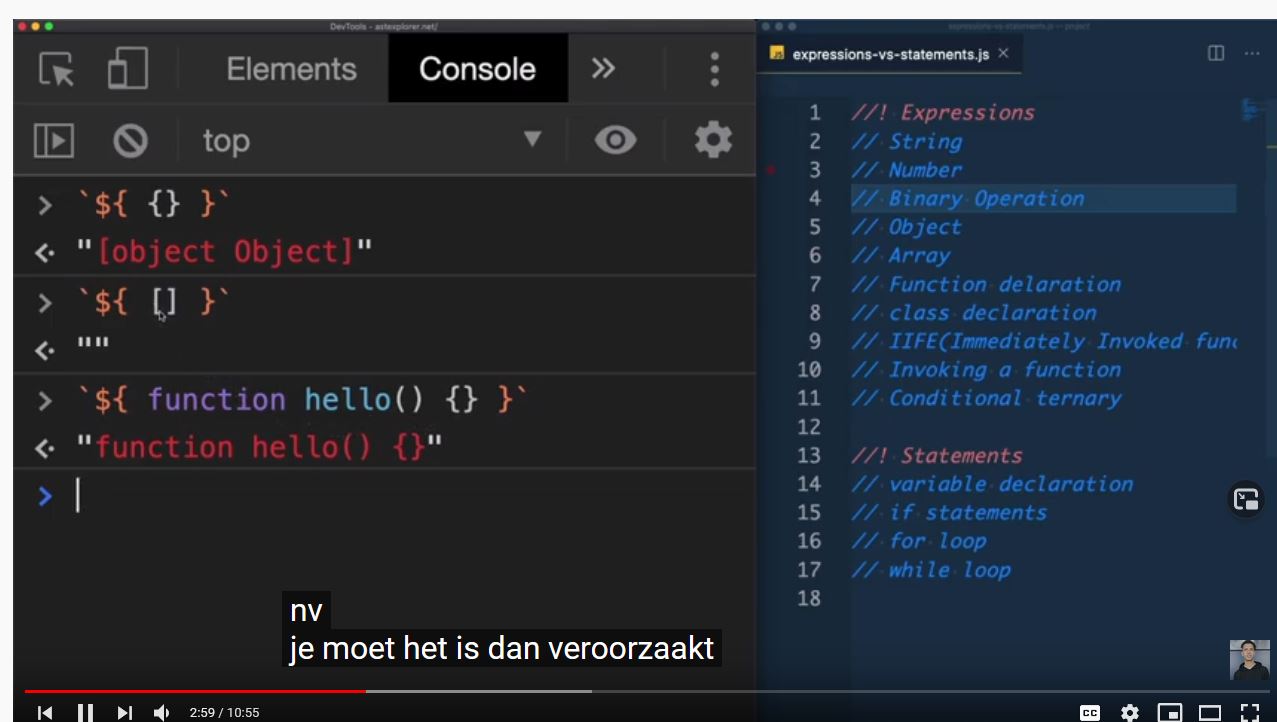 DevTools - astexplorer.net/
Elements Console »
top ▼
> `${ {} }`
<· "[object Object]"
> `${ [] }`
<· ""
> `${ function hello() {} }`
<· "function hello() {}"
>
nv
je moet het is dan veroorzaakt
2:59 / 10:55
CC
expressions-vs-statements.js — project
JS expressions-vs-statements.js ×
1 //! Expressions
2 // String
3 // Number
4 // Binary Operation
5 // Object
6 // Array
7 // Function delaration
8 // class declaration
9 // IIFE(Immediately Invoked func
10 // Invoking a function
11 // Conditional ternary
12
13 //! Statements
14 // variable declaration
15 // if statements
16 // for loop
17 // while loop
18